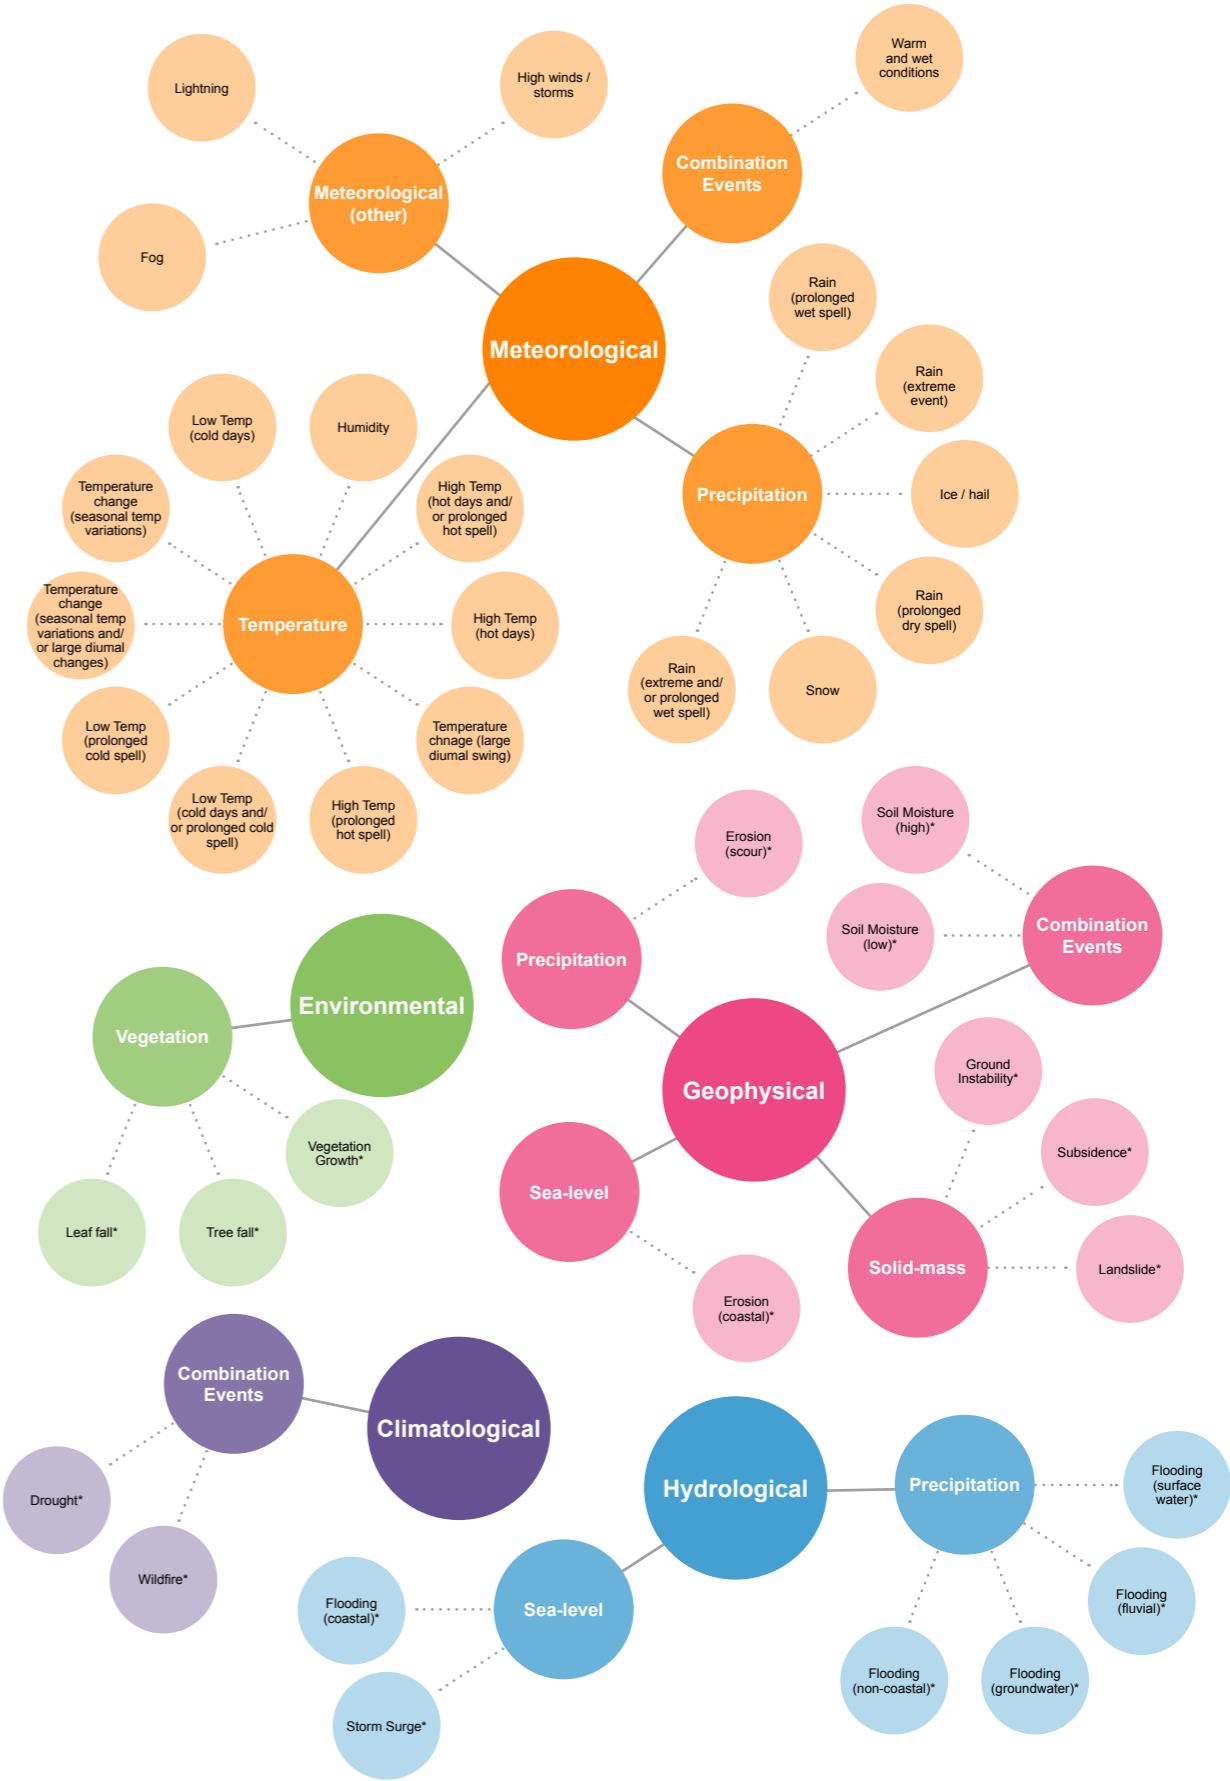 Warm
and wet
conditions
Lightning
High winds /
storms
Combination
Events
Meteorological
(other)
Fog
Rain
(prolonged
wet spell)
Meteorological
Rain
(extreme
event)
Low Temp
(cold days)
Humidity
High Temp
(hot days and/
or prolonged
hot spell)
Temperature
change
(seasonal temp
variations)
Precipitation
Ice / hail
Temperature
change
(seasonal temp
variations and/
or large diumal
changes)
Temperature
High Temp
(hot days)
Rain
(prolonged
dry spell)
Rain
(extreme and/
or prolonged
wet spell)
Snow
Low Temp
(prolonged
cold spell)
Temperature
chnage (large
diumal swing)
Low Temp
(cold days and/
or prolonged cold
spell)
High Temp
(prolonged
hot spell)
Erosion
(scour)*
Soil Moisture
(high)*
Soil Moisture
(low)*
Combination
Events
Precipitation
Environmental
Vegetation
Geophysical
Ground
Instability*
Vegetation
Growth*
Subsidence*
Sea-level
Leaf fall*
Tree fall*
Solid-mass
Landslide*
Erosion
(coastal)*
Combination
Events
Climatological
Hydrological
Precipitation
Flooding
(surface
water)*
Drought*
Wildfire*
Flooding
(coastal)*
Sea-level
Flooding
(fluvial)*
Flooding
(non-coastal)*
Flooding
(groundwater)*
Storm Surge*